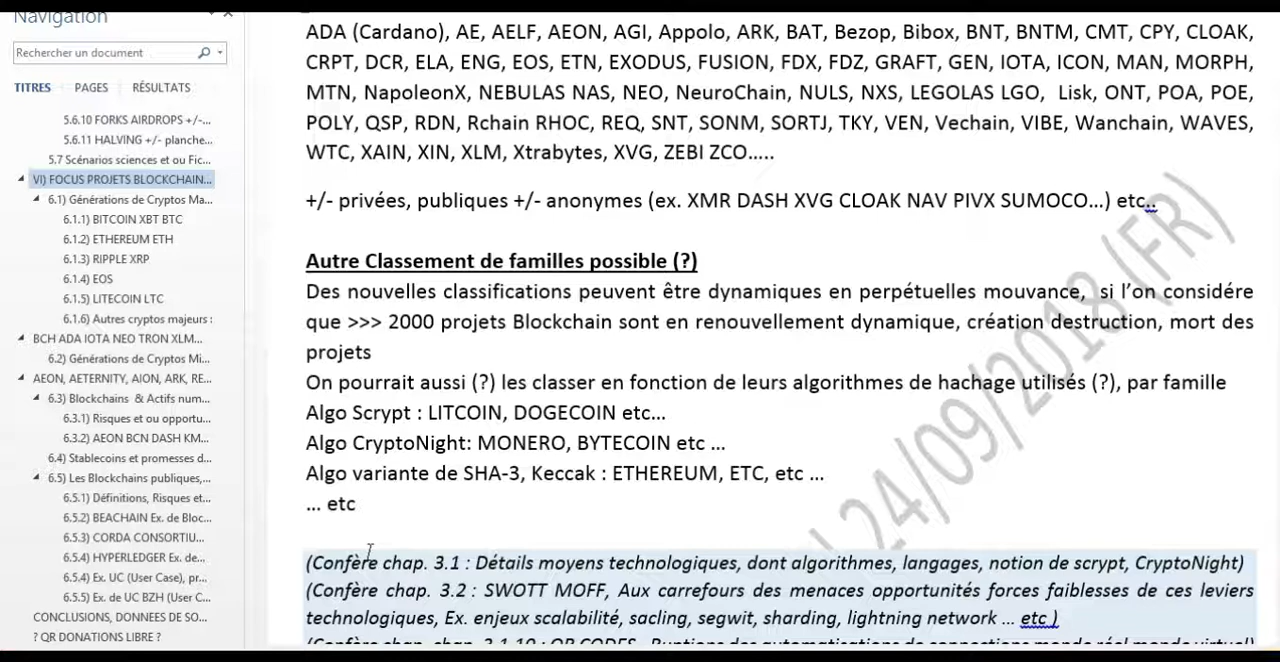 Navigation
Rechercher un document
TITRES PAGES RÉSULTATS
5.6.10 FORKS AIRDROPS +/-...
5.6.11 HALVING +/- planche...
5.7 Scénarios sciences et ou Fic...
VI) FOCUS PROJETS BLOCKCHAIN...
6.1) Générations de Cryptos Ma...
6.1.1) BITCOIN XBT BTC
6.1.2) ETHEREUM ETH
6.1.3) RIPPLE XRP
6.1.4) EOS
6.1.5) LITECOIN LTC
6.1.6) Autres cryptos majeurs :
BCH ADA IOTA NEO TRON XLM...
6.2) Générations de Cryptos Mi...
AEON, AETERNITY, AION, ARK, RE...
6.3) Blockchains & Actifs num...
6.3.1) Risques et ou opportu...
6.3.2) AEON BCN DASH KM...
6.4) Stablecoins et promesses d...
6.5) Les Blockchains publiques,...
6.5.1) Définitions, Risques et...
6.5.2) BEACHAIN Ex. de Bloc...
6.5.3) CORDA CONSORTIU...
6.5.4) HYPERLEDGER Ex. de...
6.5.4) Ex. UC (User Case), pr...
6.5.5) Ex. de UC BZH (User C...
CONCLUSIONS, DONNEES DE SO...
? QR DONATIONS LIBRE ?
ADA (Cardano), AE, AELF, AEON, AGI, Appolo, ARK, BAT, Bezop, Bibox, BNT, BNTM, CMT, CPY, CLOAK,
CRPT, DCR, ELA, ENG, EOS, ETN, EXODUS, FUSION, FDX, FDZ, GRAFT, GEN, IOTA, ICON, MAN, MORPH,
MTN, NapoleonX, NEBULAS NAS, NEO, NeuroChain, NULS, NXS, LEGOLAS LGO, Lisk, ONT, POA, POE,
POLY, QSP, RDN, Rchain RHOC, REQ, SNT, SONM, SORTJ, TKY, VEN, Vechain, VIBE, Wanchain, WAVES,
WTC, XAIN, XIN, XLM, Xtrabytes, XVG, ZEBI ZCO.....
+/- privées, publiques +/- anonymes (ex. XMR DASH XVG CLOAK NAV PIVX SUMOCO...) etc..
Autre Classement de familles possible (?)
Des nouvelles classifications peuvent être dynamiques en perpétuelles mouvance, si l'on considére
que >>> 2000 projets Blockchain sont en renouvellement dynamique, création destruction, mort des
projets
On pourrait aussi (?) les classer en fonction de leurs algorithmes de hachage utilisés (?), par famille
Algo Scrypt : LITCOIN, DOGECOIN etc...
Algo CryptoNight: MONERO, BYTECOIN etc ...
Algo variante de SHA-3, Keccak : ETHEREUM, ETC, etc ...
... etc
(Confère chap. 3.1 : Détails moyens technologiques, dont algorithmes, langages, notion de scrypt, CryptoNight)
(Confère chap. 3.2 : SWOTT MOFF, Aux carrefours des menaces opportunités forces faiblesses de ces leviers
technologiques, Ex. enjeux scalabilité, sacling, segwit, sharding, lightning network ... etc )
24/09/2018 (FR)